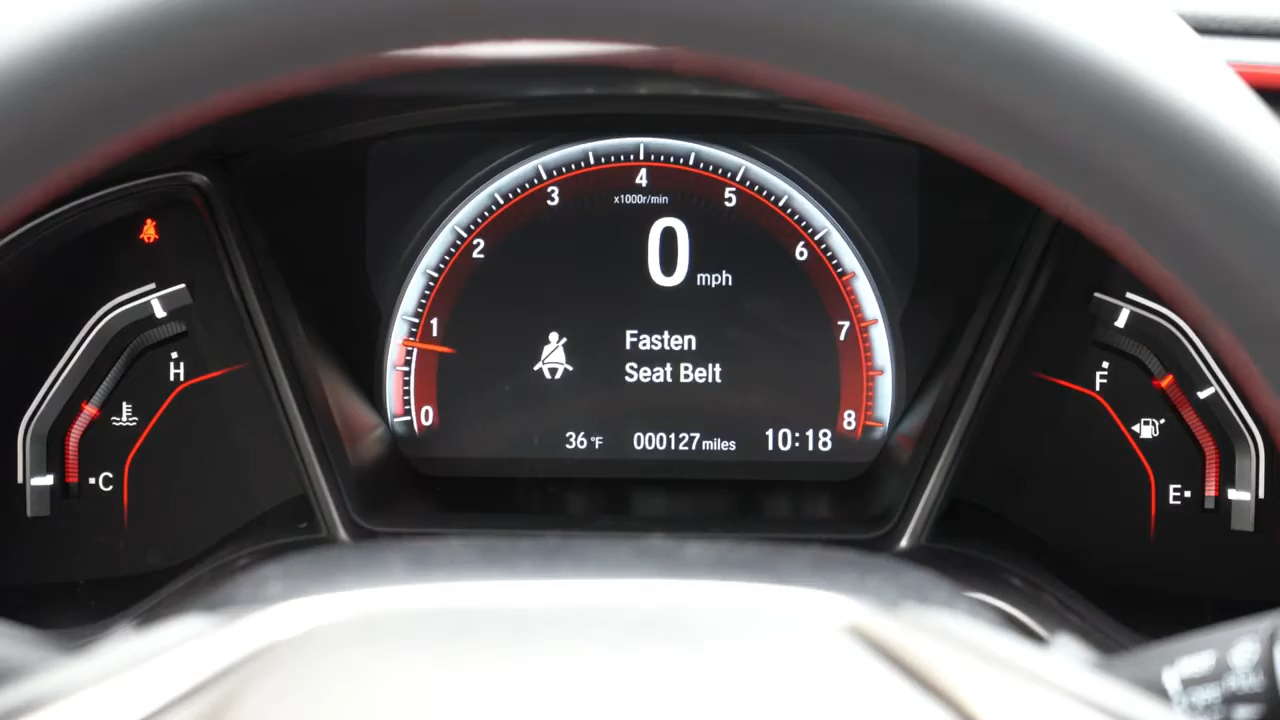 4
3
5
x1000r/min
2
6
0 mph
1
7
Fasten
Seat Belt
0
8
36 °F
000127 miles
10:18
H
C
F
E